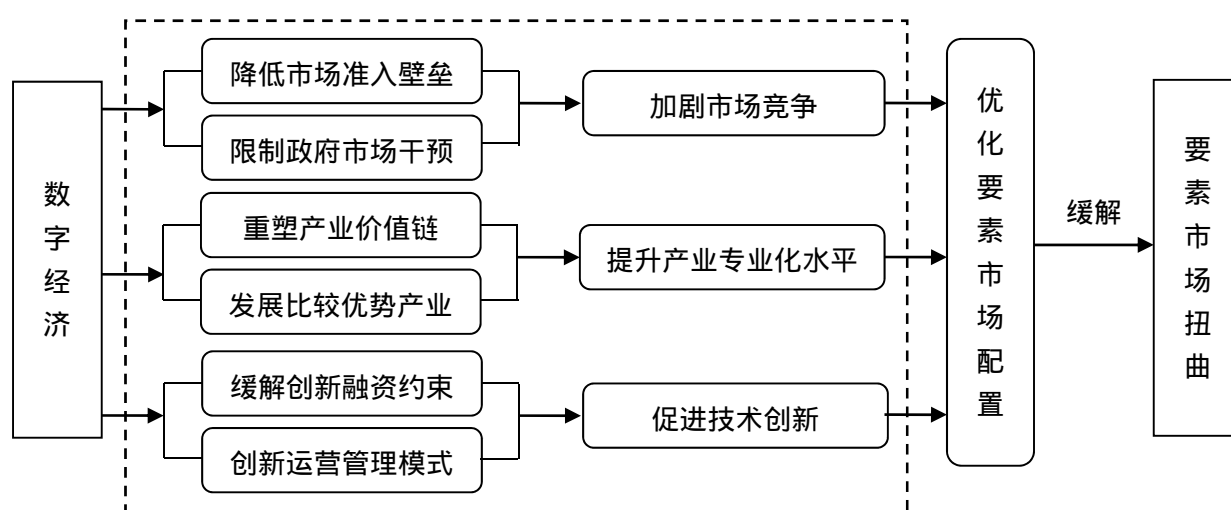 数字经济
降低市场准入壁垒
限制政府市场干预
加剧市场竞争
重塑产业价值链
发展比较优势产业
提升产业专业化水平
缓解创新融资约束
创新运营管理模式
促进技术创新
优化要素市场配置
缓解
要素市场扭曲